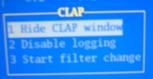 CLAP
1 Hide CLAP window
2 Disable logging
3 Start filter change